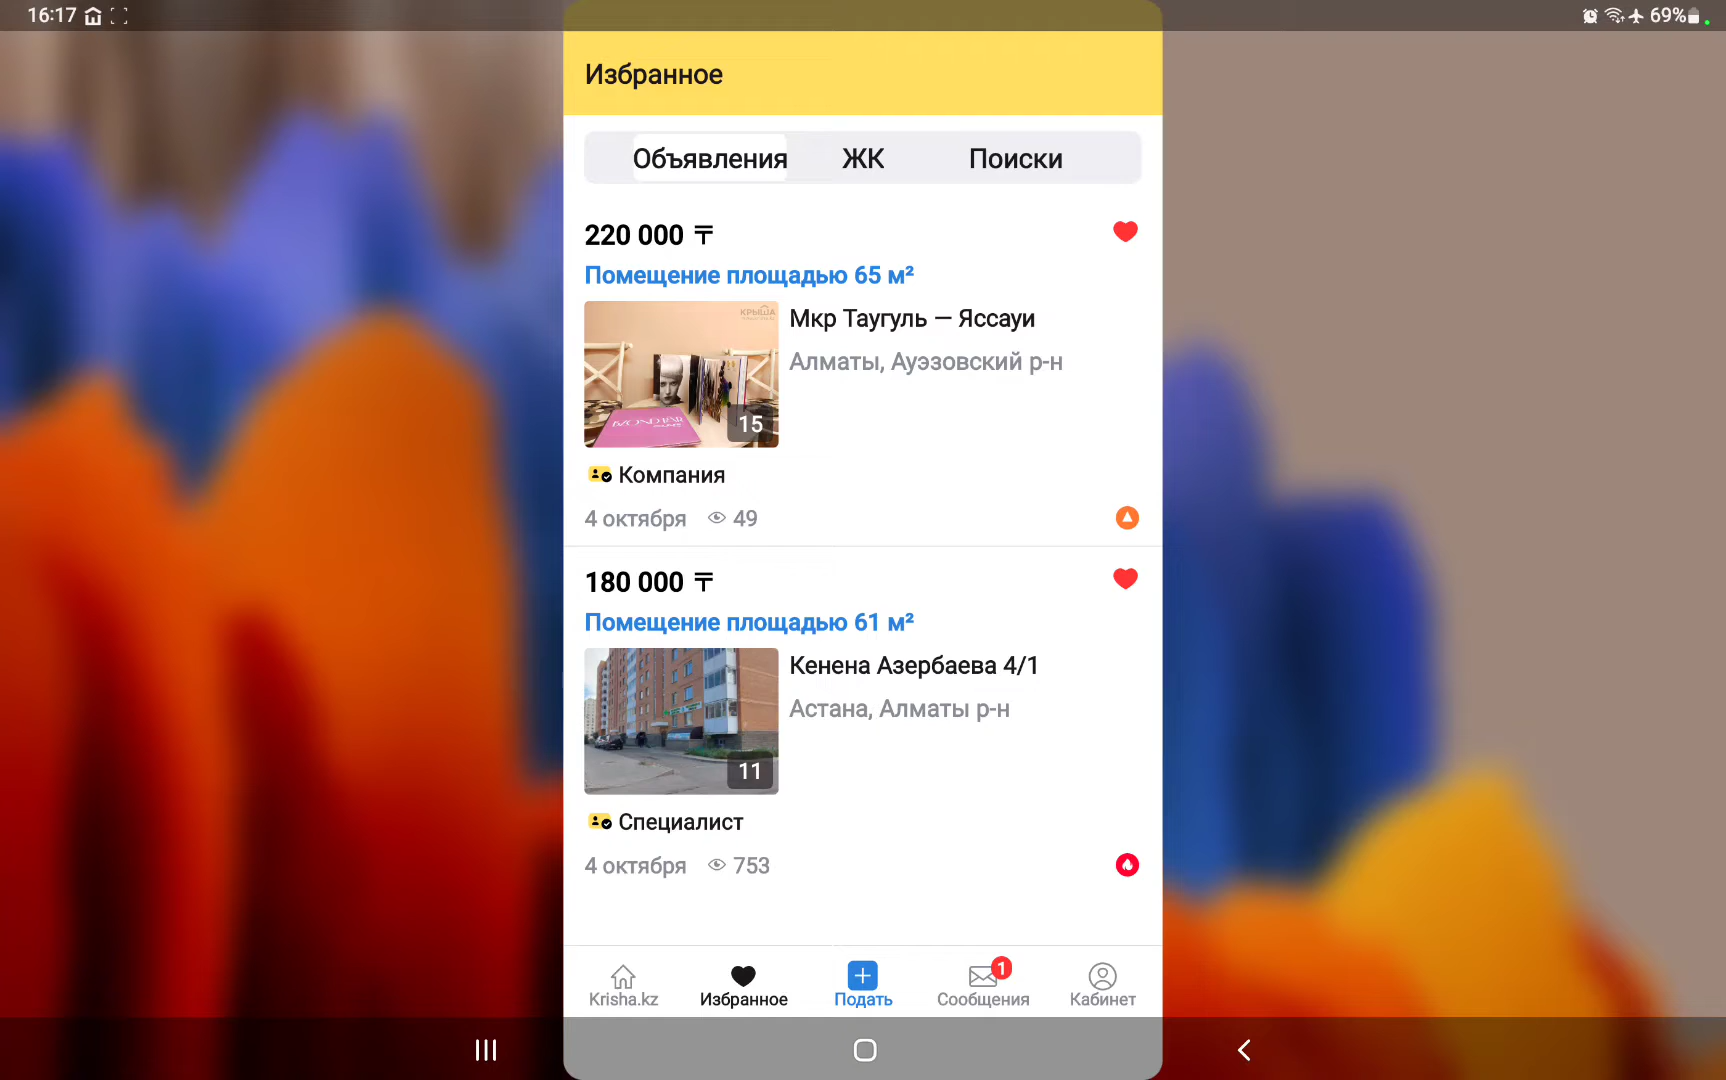 16:17
69%
Избранное
Объявления ЖК Поиски
220 000 ₸
Помещение площадью 65 м²
КРЫША
Мкр Таугуль — Яссауи
Алматы, Ауэзовский р-н
15
Компания
4 октября 49
180 000 ₸
Помещение площадью 61 м²
Кенена Азербаева 4/1
Астана, Алматы р-н
11
Специалист
4 октября 753
1
Krisha.kz Избранное Подать Сообщения Кабинет